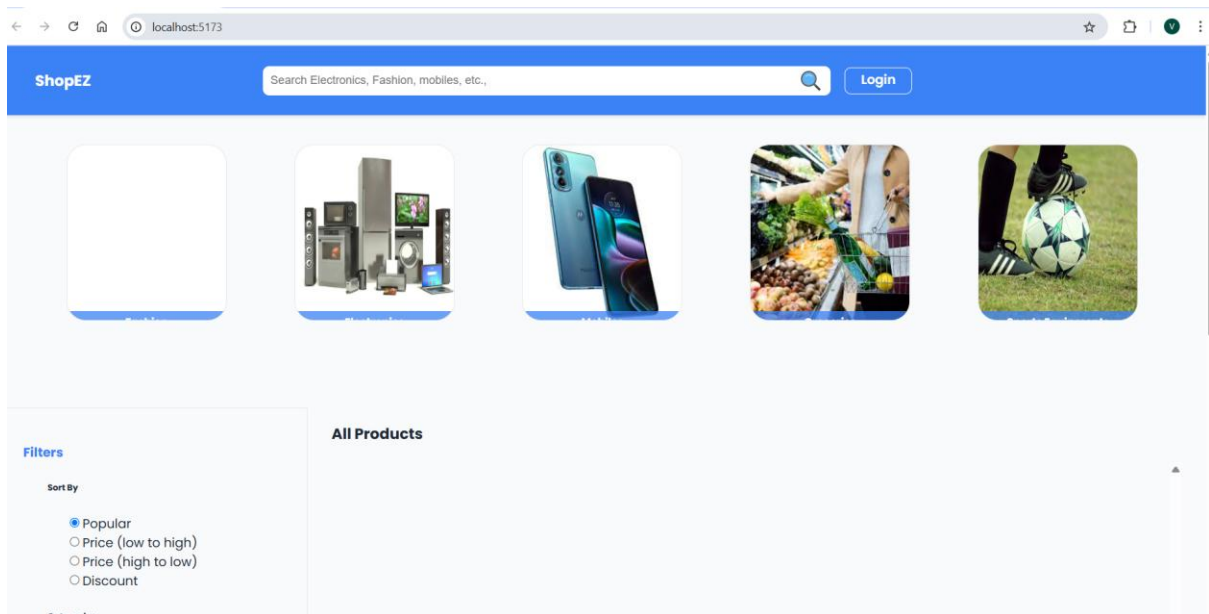 localhost:5173
V
ShopEZ
Search Electronics, Fashion, mobiles, etc.,
Login
All Products
Filters
Sort By
Popular
Price (low to high)
Price (high to low)
Discount